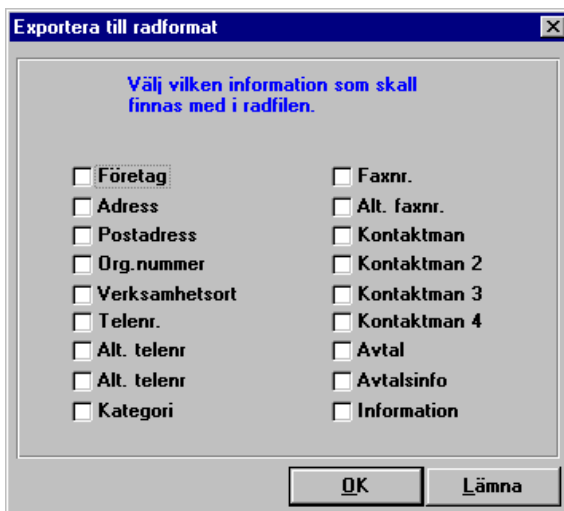 Exportera till radformat
Välj vilken information som skall
finnas med i radfilen.
Företag
Adress
Postadress
Org.nummer
Verksamhetsort
Telenr.
Alt. telenr
Alt. telenr
Kategori
Faxnr.
Alt. faxnr.
Kontaktman
Kontaktman 2
Kontaktman 3
Kontaktman 4
Avtal
Avtalsinfo
Information
OK
Lämna